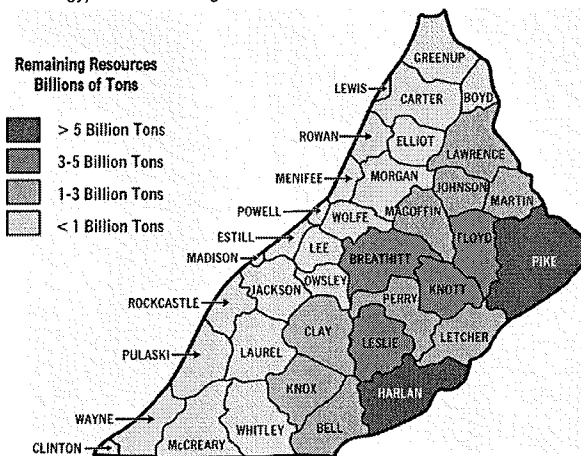 Remaining Resources
Billions of Tons
> 5 Billion Tons
3-5 Billion Tons
1-3 Billion Tons
< 1 Billion Tons
GREENUP
LEWIS
CARTER
BOYD
ROWAN
ELLIOT
LAWRENCE
MENIFEE
MORGAN
JOHNSON
MARTIN
POWELL
WOLFE
MAGOFFIN
ESTILL
LEE
BREATHITT
FLOYD
PIKE
MADISON
OWSLEY
KNOTT
JACKSON
PERRY
ROCKCASTLE
CLAY
LESLIE
LETCHER
PULASKI
LAUREL
KNOX
HARLAN
WAYNE
WHITLEY
BELL
CLINTON
McCREARY